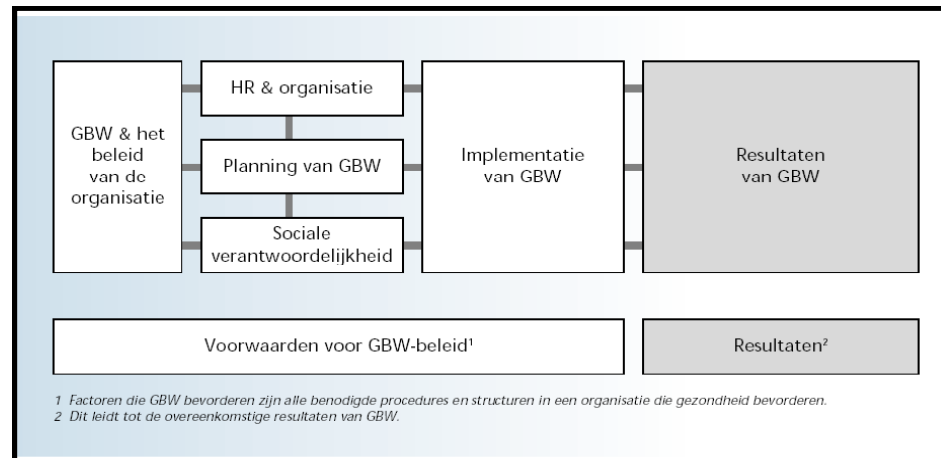 GBW & het
beleid
van de
organisatie
HR & organisatie
Planning van GBW
Sociale
verantwoordelijkheid
Implementatie
van GBW
Resultaten
van GBW
Voorwaarden voor GBW-beleid¹
Resultaten²
1 Factoren die GBW bevorderen zijn alle benodigde procedures en structuren in een organisatie die gezondheid bevorderen.
2 Dit leidt tot de overeenkomstige resultaten van GBW.